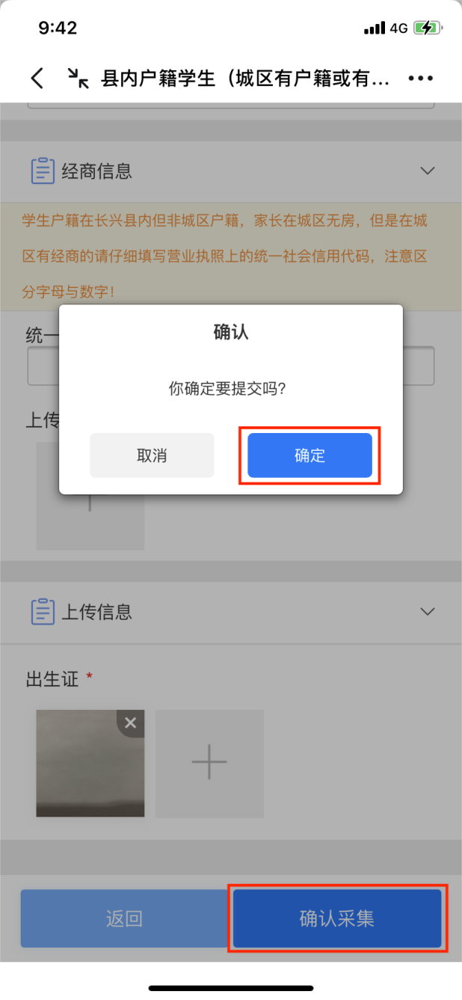 9:42
4G
县内户籍学生（城区有户籍或有...
经商信息
学生户籍在长兴县内但非城区户籍，家长在城区无房，但是在城
区有经商的请仔细填写营业执照上的统一社会信用代码，注意区
分字母与数字！
统一
确认
你确定要提交吗?
上传
取消
确定
上传信息
出生证 *
返回
确认采集